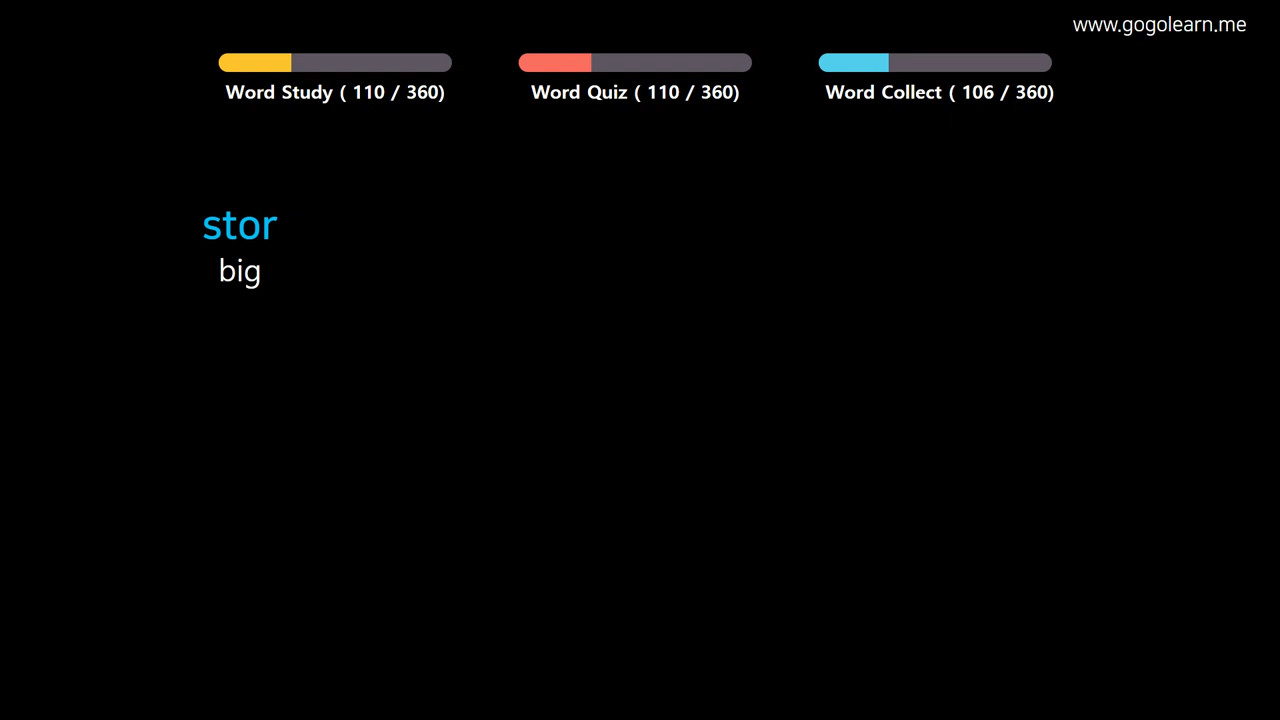 www.gogolearn.me
Word Study ( 110 / 360)
Word Quiz ( 110 / 360)
Word Collect ( 106 / 360)
stor
big